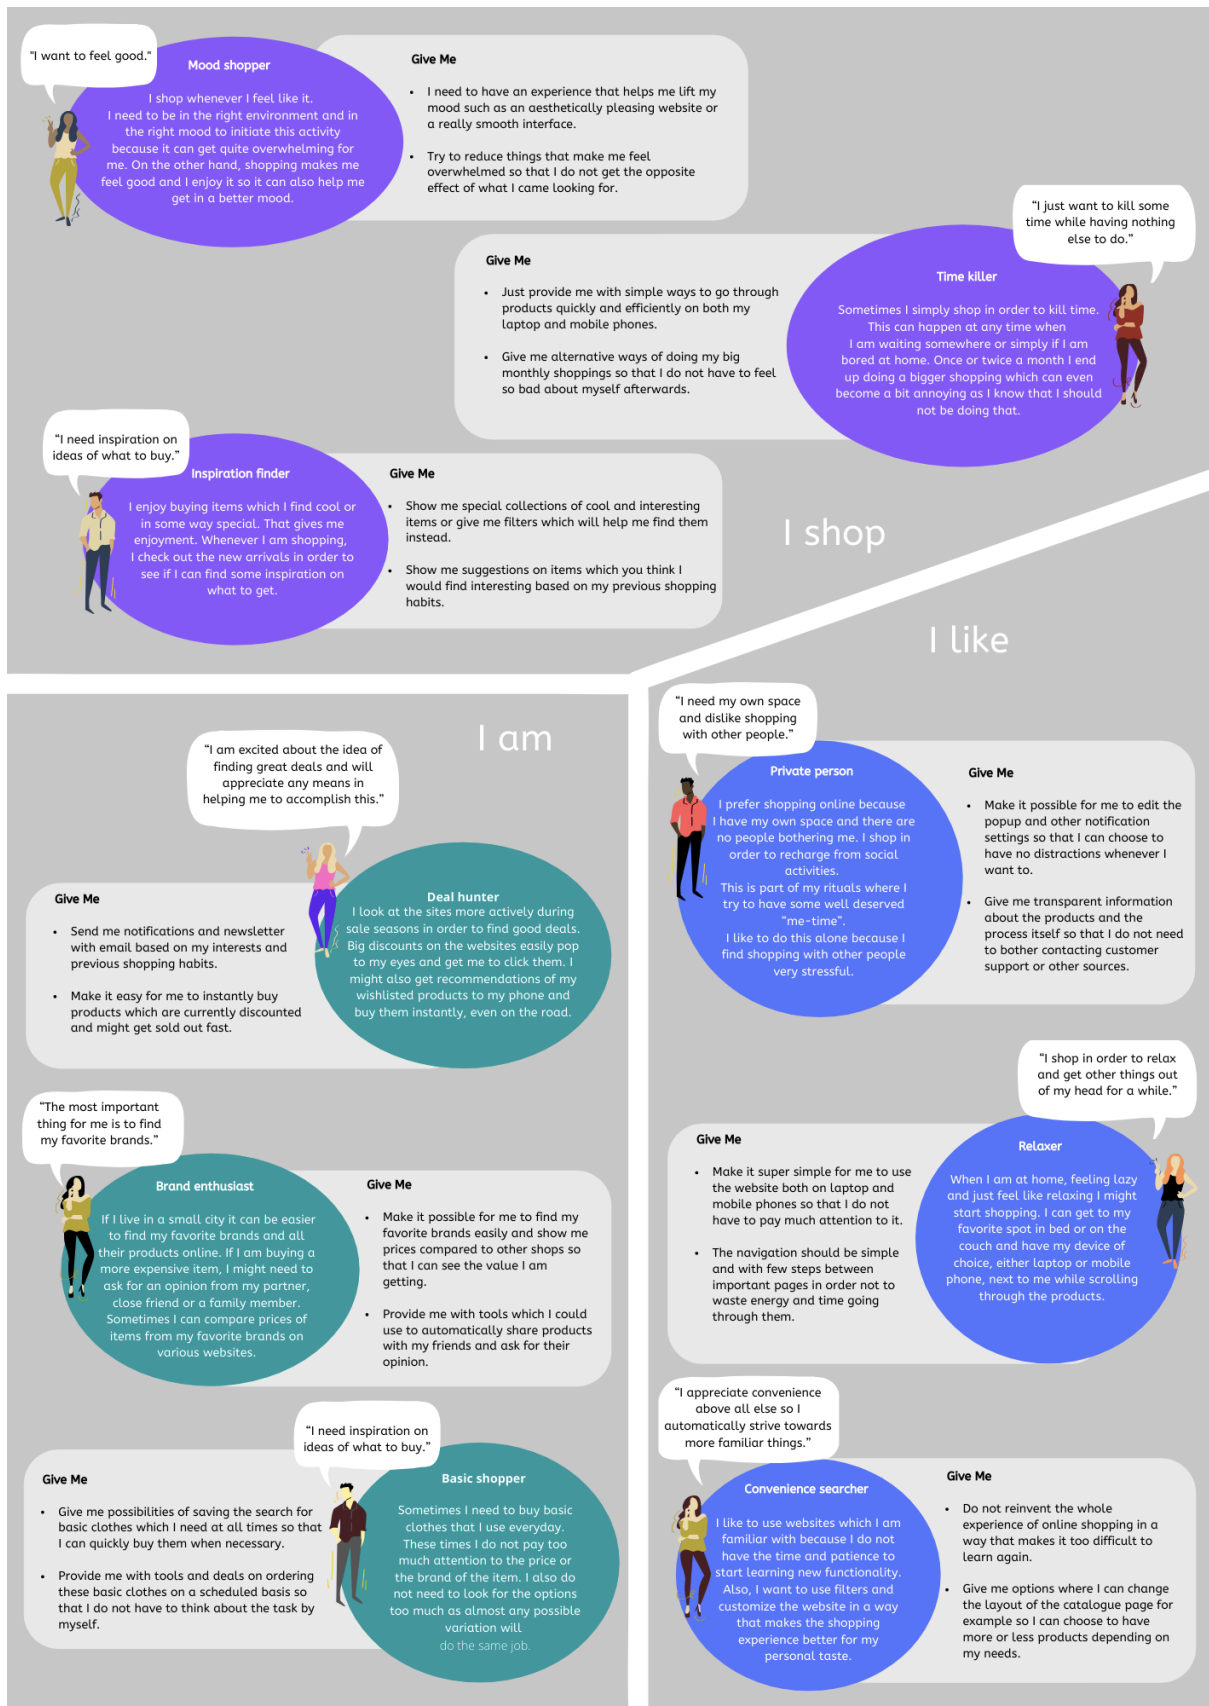 "I want to feel good."
Mood shopper
I shop whenever I feel like it.
I need to be in the right environment and in
the right mood to initiate this activity
because it can get quite overwhelming for
me. On the other hand, shopping makes me
feel good and I enjoy it so it can also help me
get in a better mood.
Give Me
• I need to have an experience that helps me lift my
mood such as an aesthetically pleasing website or
a really smooth interface.
• Try to reduce things that make me feel
overwhelmed so that I do not get the opposite
effect of what I came looking for.
“I just want to kill some
time while having nothing
else to do.”
Time killer
Sometimes I simply shop in order to kill time.
This can happen at any time when
I am waiting somewhere or simply if I am
bored at home. Once or twice a month I end
up doing a bigger shopping which can even
become a bit annoying as I know that I should
not be doing that.
Give Me
• Just provide me with simple ways to go through
products quickly and efficiently on both my
laptop and mobile phones.
• Give me alternative ways of doing my big
monthly shoppings so that I do not have to feel
so bad about myself afterwards.
“I need inspiration on
ideas of what to buy.”
Inspiration finder
I enjoy buying items which I find cool or
in some way special. That gives me
enjoyment. Whenever I am shopping,
I check out the new arrivals in order to
see if I can find some inspiration on
what to get.
Give Me
• Show me special collections of cool and interesting
items or give me filters which will help me find them
instead.
• Show me suggestions on items which you think I
would find interesting based on my previous shopping
habits.
I shop
I like
I am
“I am excited about the idea of
finding great deals and will
appreciate any means in
helping me to accomplish this.”
Deal hunter
I look at the sites more actively during
sale seasons in order to find good deals.
Big discounts on the websites easily pop
to my eyes and get me to click them. I
might also get recommendations of my
wishlisted products to my phone and
buy them instantly, even on the road.
Give Me
• Send me notifications and newsletter
with email based on my interests and
previous shopping habits.
• Make it easy for me to instantly buy
products which are currently discounted
and might get sold out fast.
“The most important
thing for me is to find
my favorite brands.”
Brand enthusiast
If I live in a small city it can be easier
to find my favorite brands and all
their products online. If I am buying a
more expensive item, I might need to
ask for an opinion from my partner,
close friend or a family member.
Sometimes I can compare prices of
items from my favorite brands on
various websites.
Give Me
• Make it possible for me to find my
favorite brands easily and show me
prices compared to other shops so
that I can see the value I am
getting.
• Provide me with tools which I could
use to automatically share products
with my friends and ask for their
opinion.
“I need inspiration on
ideas of what to buy.”
Basic shopper
Sometimes I need to buy basic
clothes that I use everyday.
These times I do not pay too
much attention to the price or
the brand of the item. I also do
not need to look for the options
too much as almost any possible
variation will
do the same job.
Give Me
• Give me possibilities of saving the search for
basic clothes which I need at all times so that
I can quickly buy them when necessary.
• Provide me with tools and deals on ordering
these basic clothes on a scheduled basis so
that I do not have to think about the task by
myself.
“I need my own space
and dislike shopping
with other people.”
Private person
I prefer shopping online because
I have my own space and there are
no people bothering me. I shop in
order to recharge from social
activities.
This is part of my rituals where I
try to have some well deserved
“me-time”.
I like to do this alone because I
find shopping with other people
very stressful.
Give Me
• Make it possible for me to edit the
popup and other notification
settings so that I can choose to
have no distractions whenever I
want to.
• Give me transparent information
about the products and the
process itself so that I do not need
to bother contacting customer
support or other sources.
“I shop in order to relax
and get other things out
of my head for a while.”
Relaxer
When I am at home, feeling lazy
and just feel like relaxing I might
start shopping. I can get to my
favorite spot in bed or on the
couch and have my device of
choice, either laptop or mobile
phone, next to me while scrolling
through the products.
Give Me
• Make it super simple for me to use
the website both on laptop and
mobile phones so that I do not
have to pay much attention to it.
• The navigation should be simple
and with few steps between
important pages in order not to
waste energy and time going
through them.
“I appreciate convenience
above all else so I
automatically strive towards
more familiar things.”
Convenience searcher
I like to use websites which I am
familiar with because I do not
have the time and patience to
start learning new functionality.
Also, I want to use filters and
customize the website in a way
that makes the shopping
experience better for my
personal taste.
Give Me
• Do not reinvent the whole
experience of online shopping in a
way that makes it too difficult to
learn again.
• Give me options where I can change
the layout of the catalogue page for
example so I can choose to have
more or less products depending on
my needs.